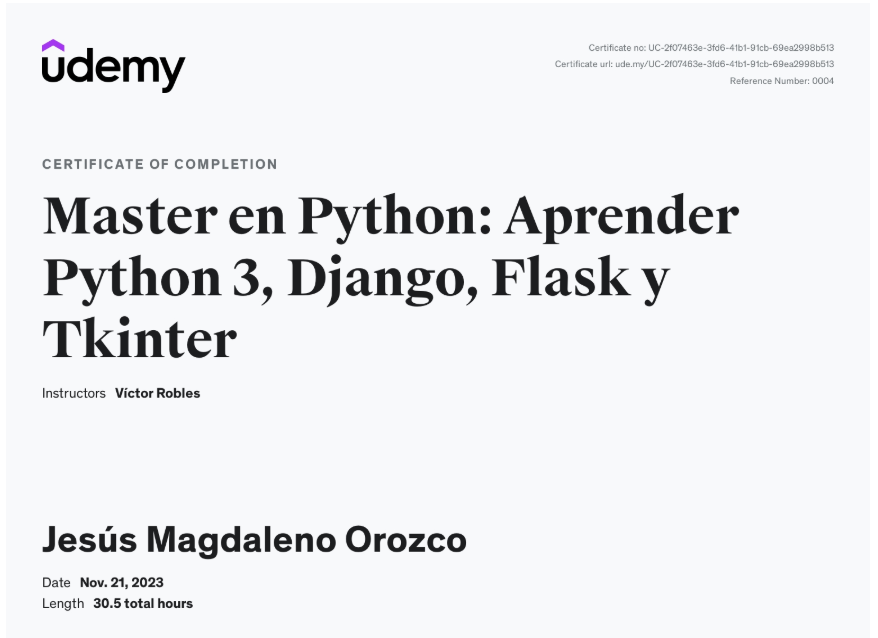 udemy
Certificate no: UC-2f07463e-3fd6-41b1-91cb-69ea2998b513
Certificate url: ude.my/UC-2f07463e-3fd6-41b1-91cb-69ea2998b513
Reference Number: 0004
CERTIFICATE OF COMPLETION
Master en Python: Aprender
Python 3, Django, Flask y
Tkinter
Instructors Víctor Robles
Jesús Magdaleno Orozco
Date Nov. 21, 2023
Length 30.5 total hours